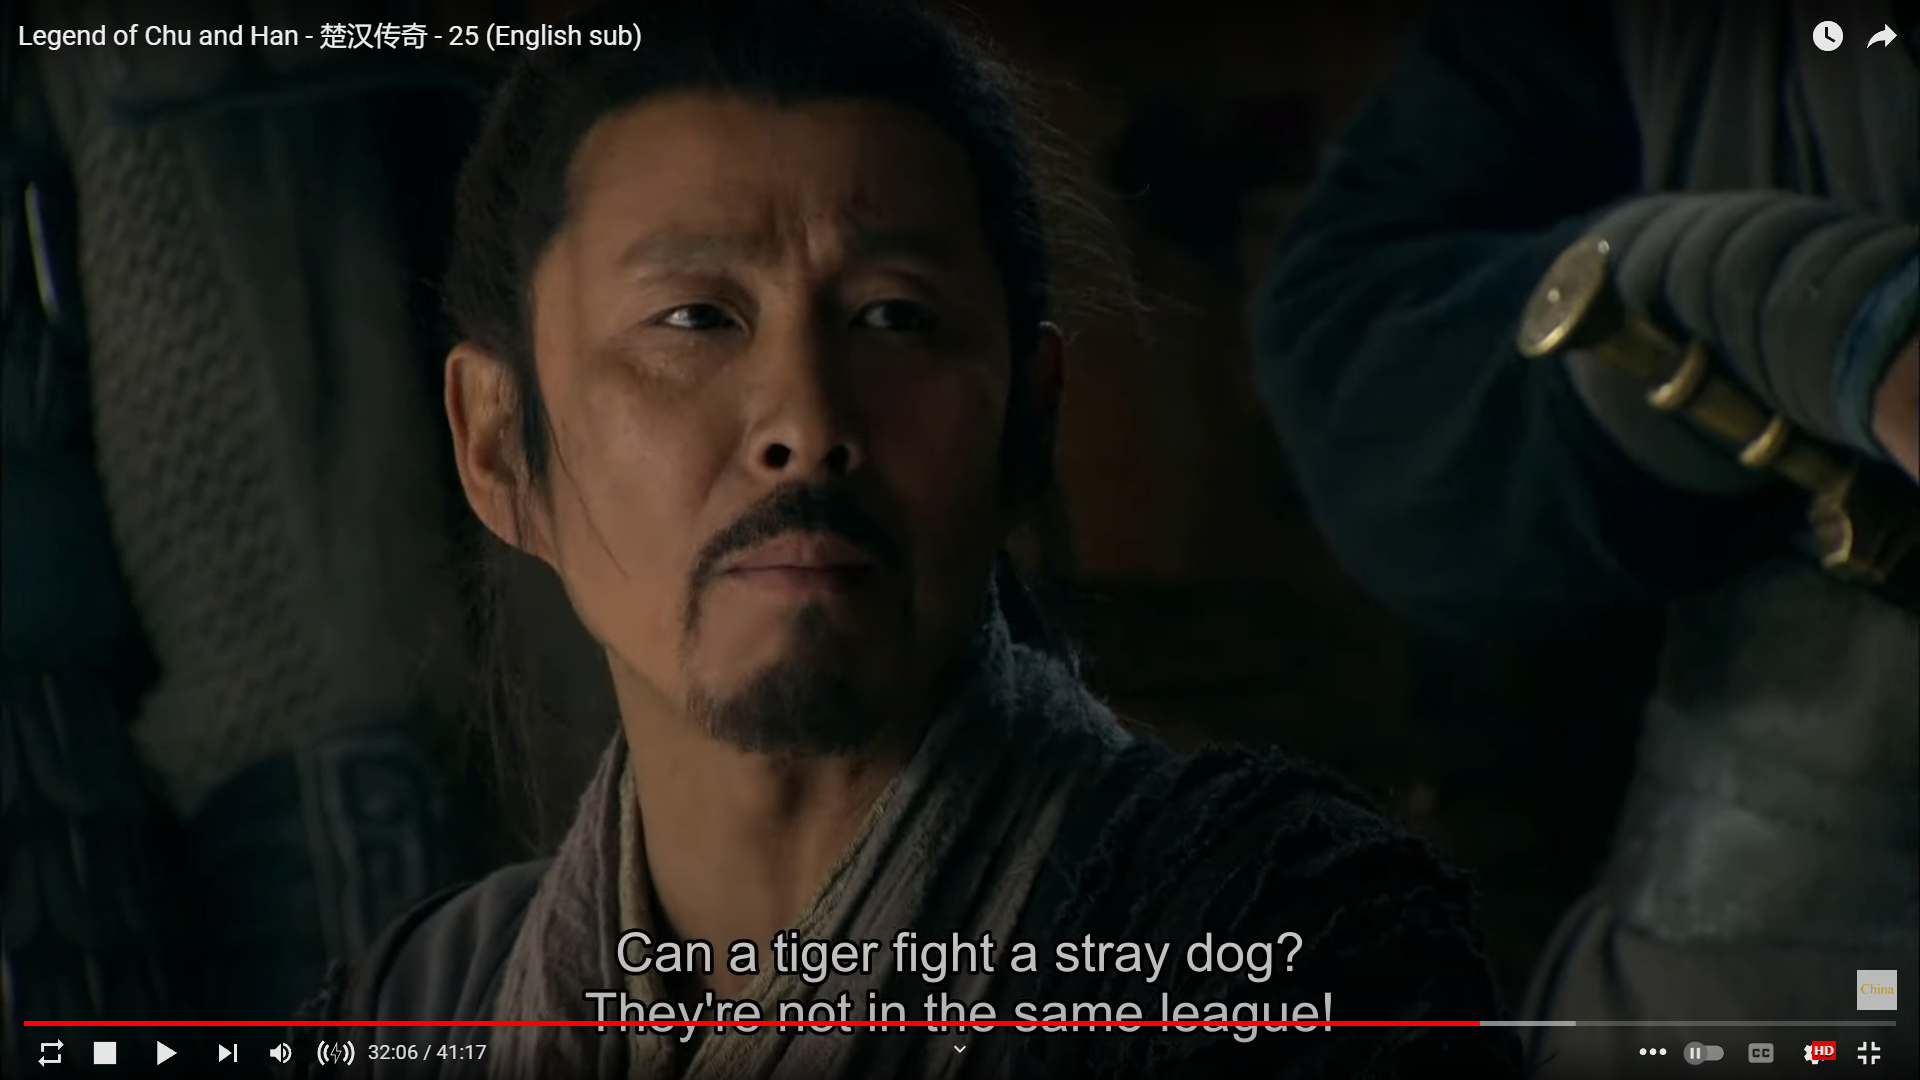 Legend of Chu and Han - 楚汉传奇 - 25 (English sub)
Can a tiger fight a stray dog?
They're not in the same league!
China
32:06 / 41:17
CC
HD